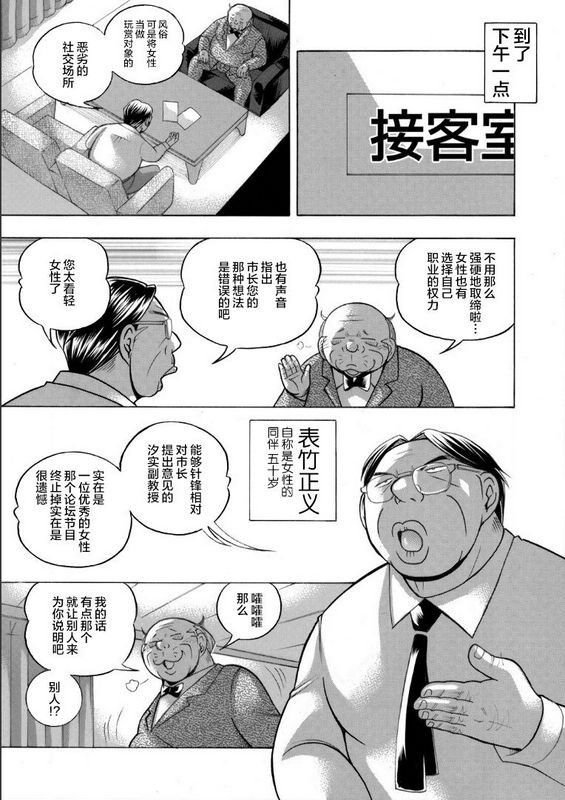 到了
下午一点
接客室
风俗
可是将女性
当做
玩赏对象的
恶劣的
社交场所
不用那么
强硬地取缔啦…
女性也有
选择自己
职业的权力
也有声音
指出
市长您的
那种想法
是错误的吧
您太看轻
女性了
表竹正义
自称是女性的
同伴 五十岁
能够针锋相对
对市长
提出意见的
汐实副教授
实在是
一位优秀的女性
那个论坛节目
终止掉实在是
很遗憾
嚯嚯嚯
那么
我的话
有点那个
就让别人来
为你说明吧
别人!?